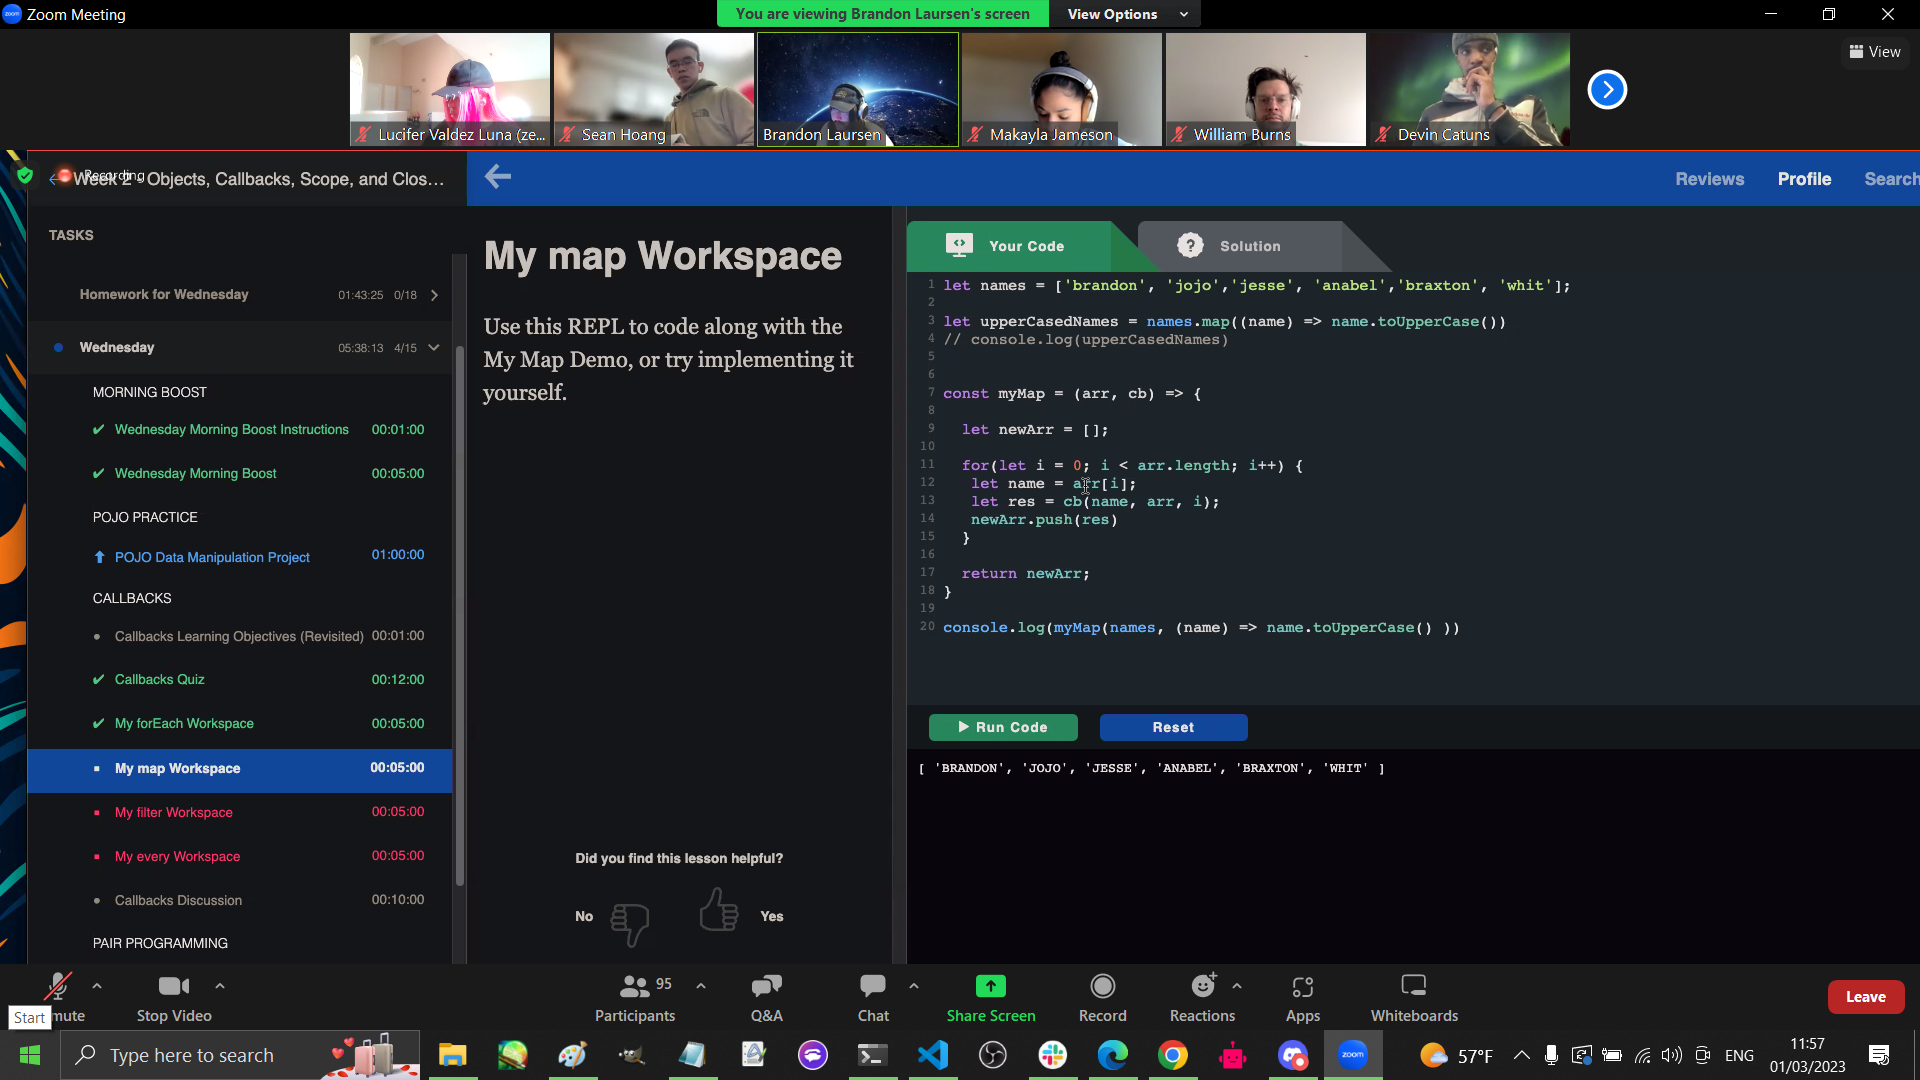 Zoom Meeting
You are viewing Brandon Laursen's screen
View Options
View
Lucifer Valdez Luna (ze...
Sean Hoang
Brandon Laursen
Makayla Jameson
William Burns
Devin Catuns
Recording
Week 2 - Objects, Callbacks, Scope, and Clos...
Reviews
Profile
Search
TASKS
Homework for Wednesday 01:43:25 0/18
Wednesday 05:38:13 4/15
MORNING BOOST
Wednesday Morning Boost Instructions 00:01:00
Wednesday Morning Boost 00:05:00
POJO PRACTICE
POJO Data Manipulation Project 01:00:00
CALLBACKS
Callbacks Learning Objectives (Revisited) 00:01:00
Callbacks Quiz 00:12:00
My forEach Workspace 00:05:00
My map Workspace 00:05:00
My filter Workspace 00:05:00
My every Workspace 00:05:00
Callbacks Discussion 00:10:00
PAIR PROGRAMMING
My map Workspace
Use this REPL to code along with the
My Map Demo, or try implementing it
yourself.
Did you find this lesson helpful?
No
Yes
Your Code
Solution
1 let names = ['brandon', 'jojo','jesse', 'anabel','braxton', 'whit'];
2
3 let upperCasedNames = names.map((name) => name.toUpperCase())
4 // console.log(upperCasedNames)
5
6
7 const myMap = (arr, cb) => {
8
9 let newArr = [];
10
11 for(let i = 0; i < arr.length; i++) {
12 let name = arr[i];
13 let res = cb(name, arr, i);
14 newArr.push(res)
15 }
16
17 return newArr;
18 }
19
20 console.log(myMap(names, (name) => name.toUpperCase() ))
Run Code
Reset
[ 'BRANDON', 'JOJO', 'JESSE', 'ANABEL', 'BRAXTON', 'WHIT' ]
Start
mute
Stop Video
95
Participants
Q&A
Chat
Share Screen
Record
Reactions
Apps
Whiteboards
Leave
Type here to search
zoom
57°F
ENG
11:57
01/03/2023